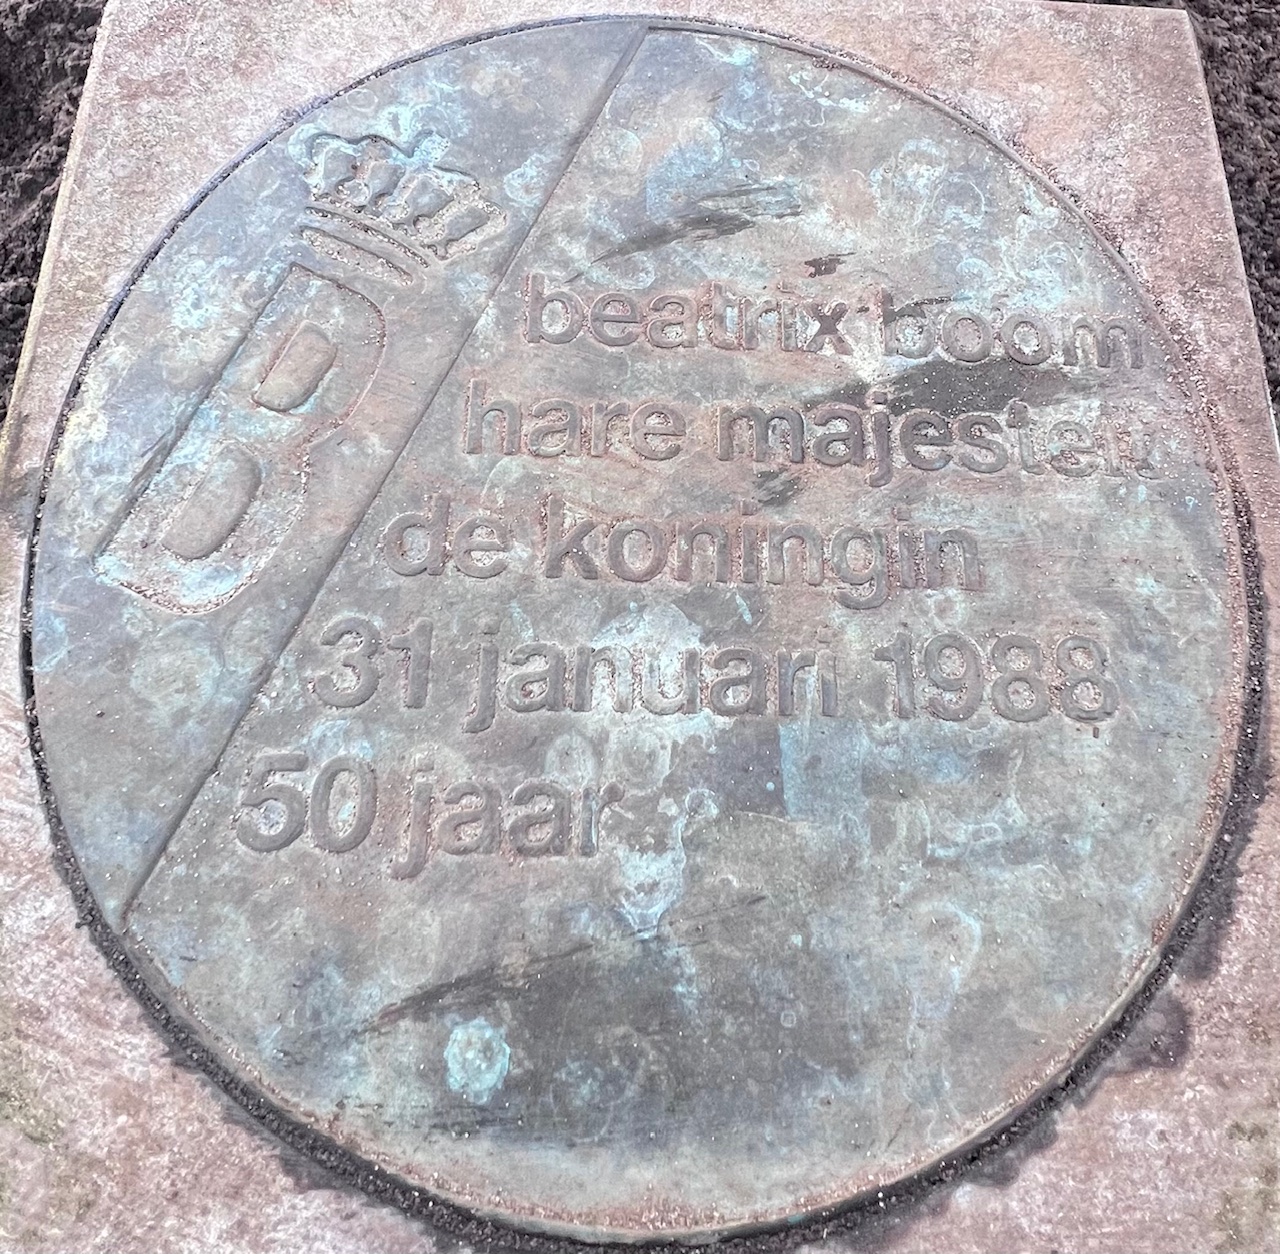 B
beatrix boom
hare majesteit
de koningin
31 januari 1988
50 jaar